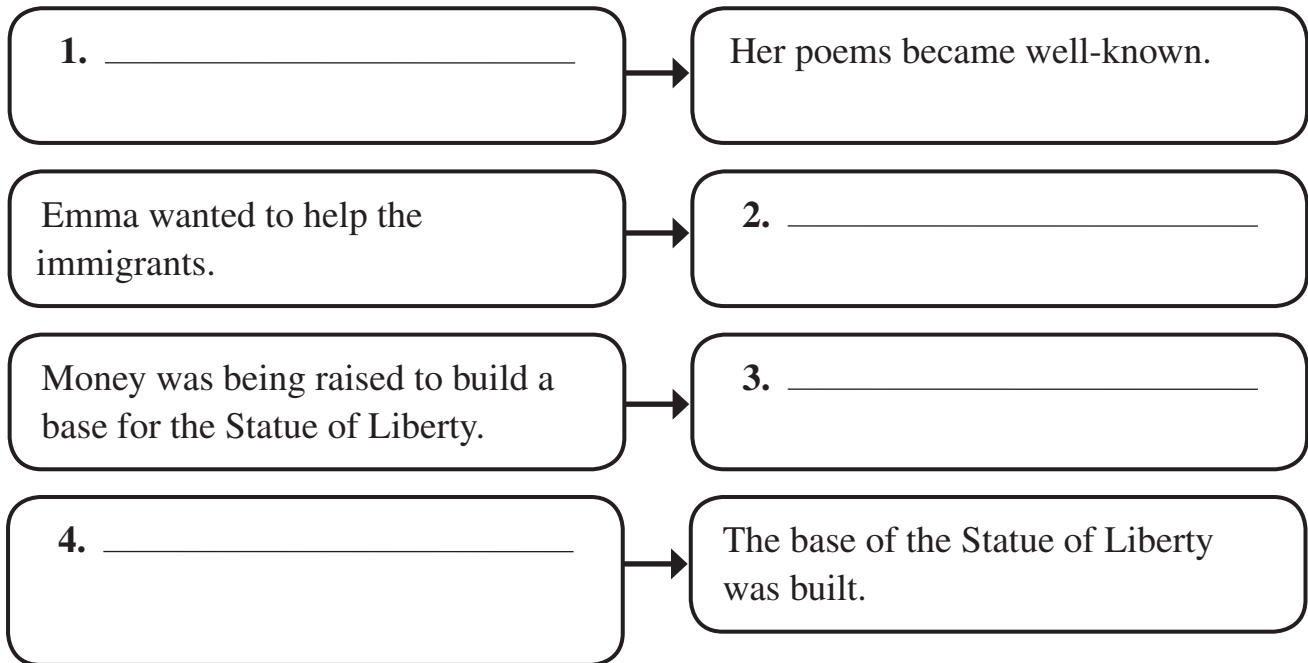 1.
Her poems became well-known.
Emma wanted to help the
immigrants.
2.
Money was being raised to build a
base for the Statue of Liberty.
3.
4.
The base of the Statue of Liberty
was built.